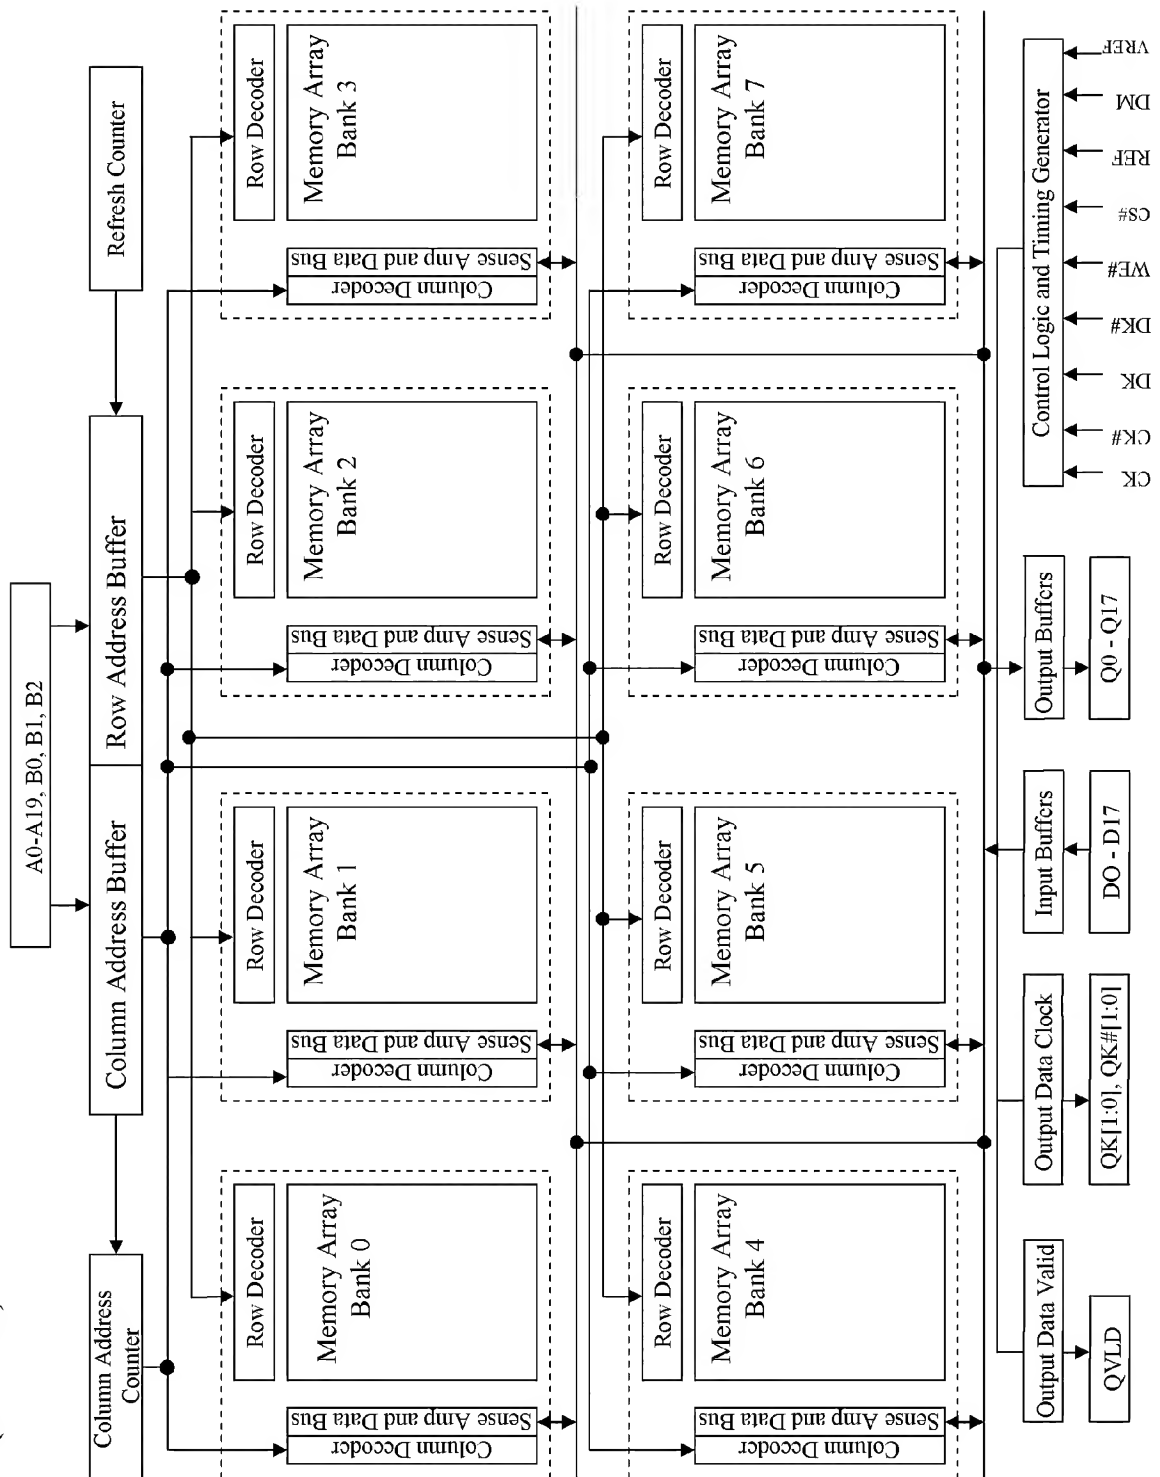 A0-A19, B0, B1, B2
Column Address
Counter
Column Address Buffer
Row Address Buffer
Refresh Counter
Row Decoder
Memory Array
Bank 0
Sense Amp and Data Bus
Column Decoder
Row Decoder
Memory Array
Bank 1
Sense Amp and Data Bus
Column Decoder
Row Decoder
Memory Array
Bank 2
Sense Amp and Data Bus
Column Decoder
Row Decoder
Memory Array
Bank 3
Sense Amp and Data Bus
Column Decoder
Row Decoder
Memory Array
Bank 4
Sense Amp and Data Bus
Column Decoder
Row Decoder
Memory Array
Bank 5
Sense Amp and Data Bus
Column Decoder
Row Decoder
Memory Array
Bank 6
Sense Amp and Data Bus
Column Decoder
Row Decoder
Memory Array
Bank 7
Sense Amp and Data Bus
Column Decoder
Output Data Valid
QVLD
Output Data Clock
QK[1:0], QK#[1:0]
Input Buffers
DO - D17
Output Buffers
Q0 - Q17
Control Logic and Timing Generator
CK
CK#
DK
DK#
WE#
CS#
REF
DM
VREF